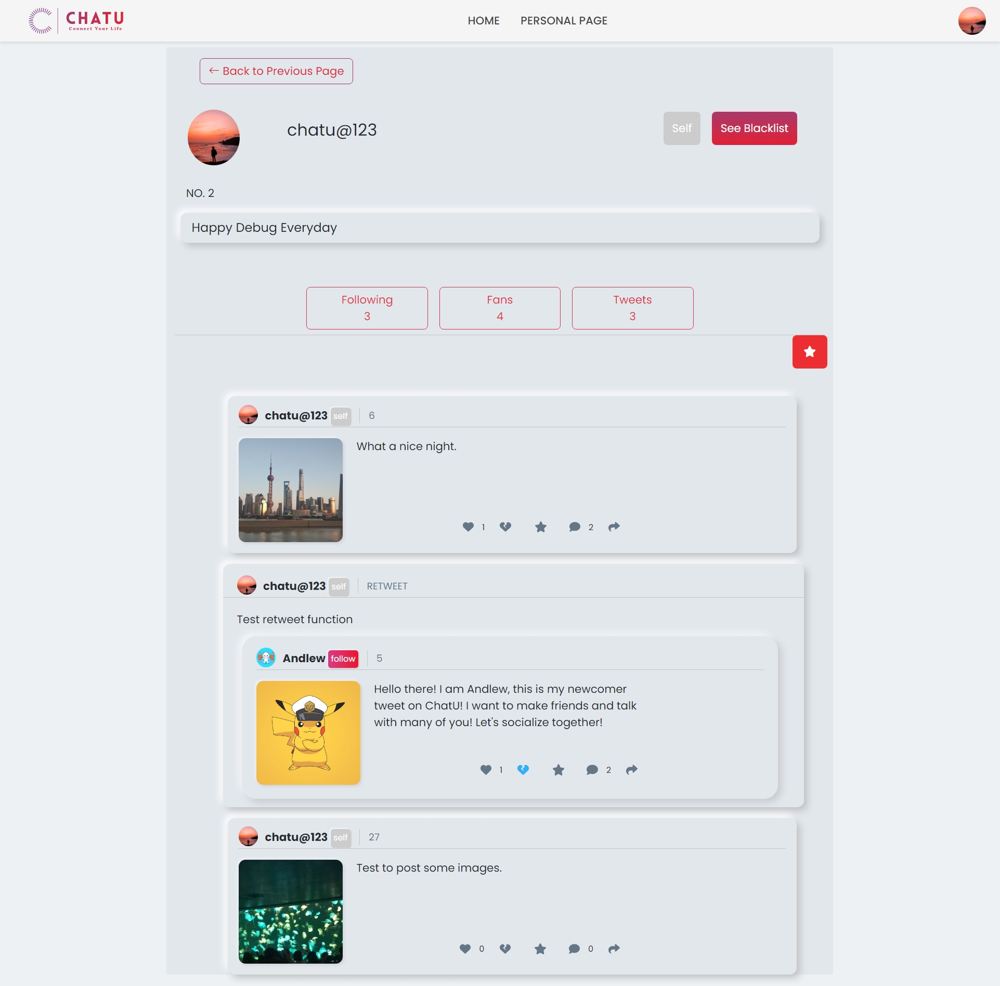 CHATU
Connect Your Life
HOME PERSONAL PAGE
Back to Previous Page
chatu@123
Self
See Blacklist
NO. 2
Happy Debug Everyday
Following
3
Fans
4
Tweets
3
chatu@123 self 6
What a nice night.
1 2
chatu@123 self RETWEET
Test retweet function
Andlew follow 5
Hello there! I am Andlew, this is my newcomer
tweet on ChatU! I want to make friends and talk
with many of you! Let's socialize together!
1 2
chatu@123 self 27
Test to post some images.
0 0